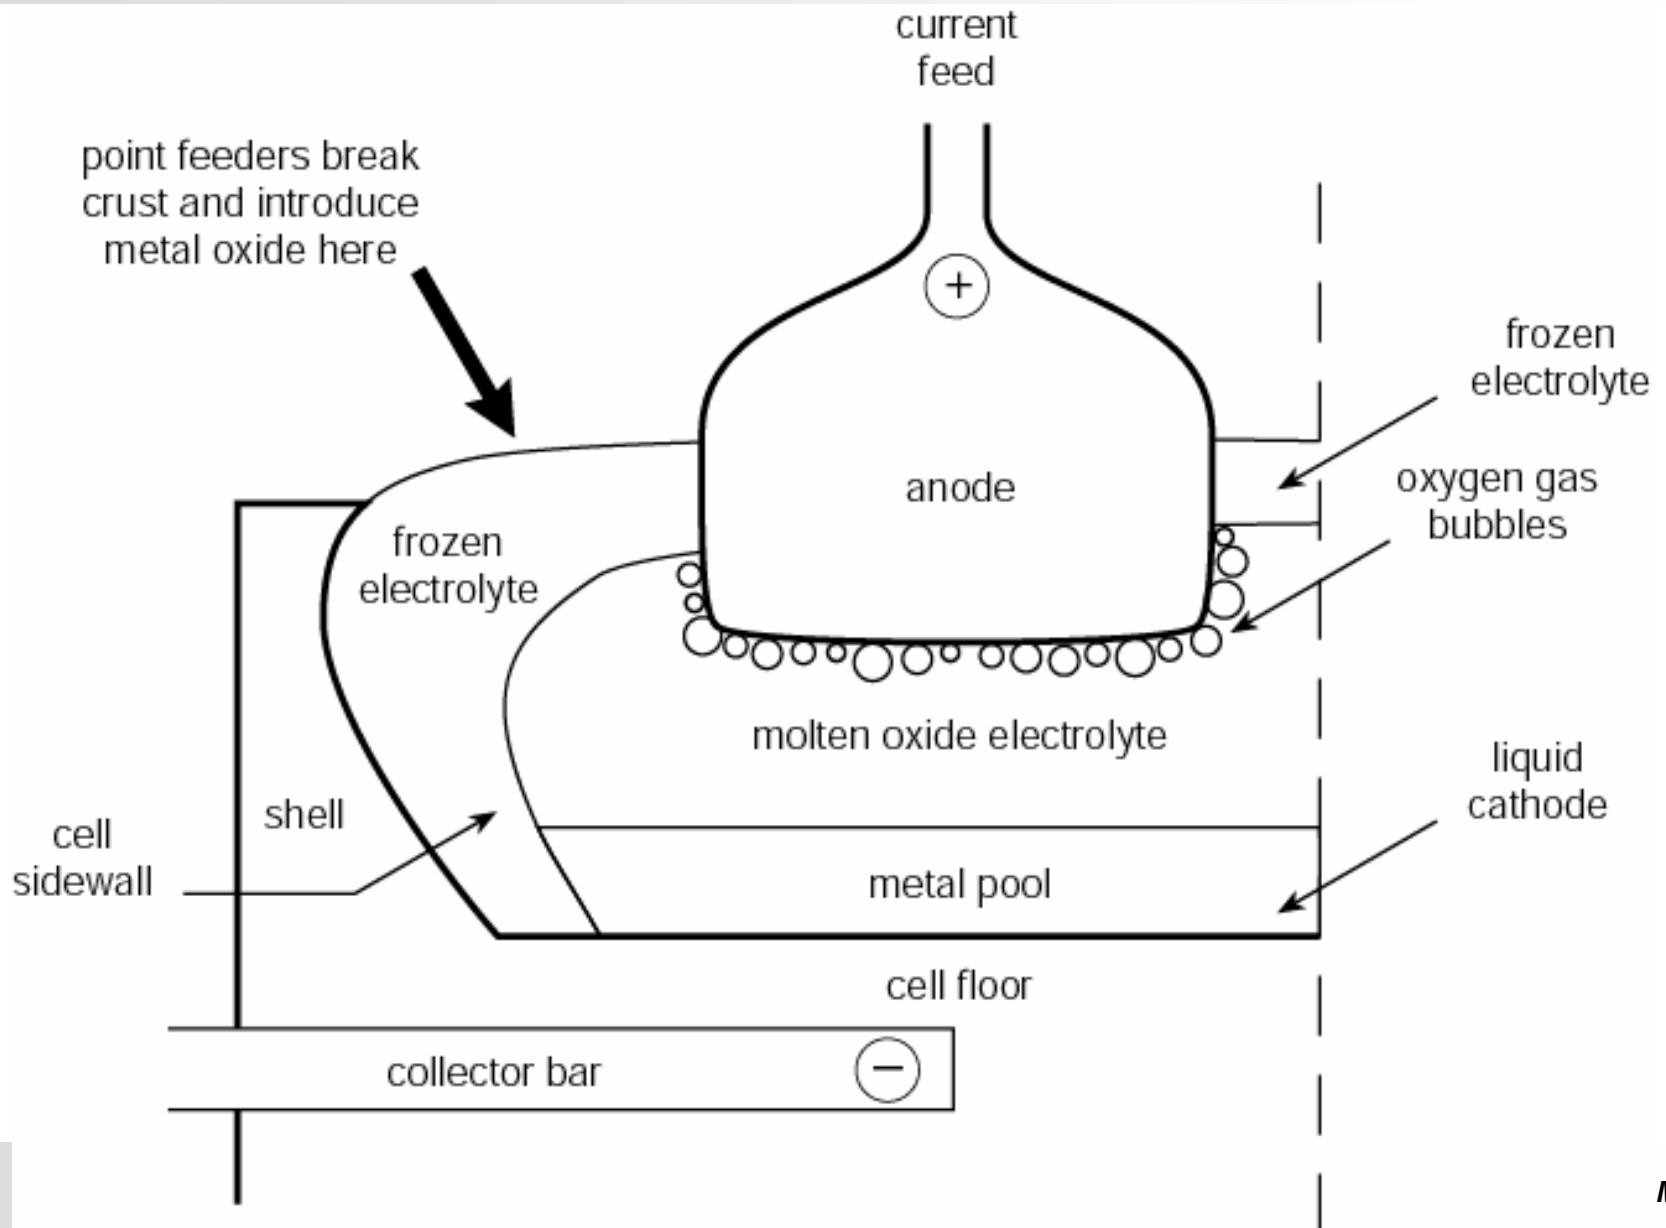 current
feed
point feeders break
crust and introduce
metal oxide here
+
frozen
electrolyte
anode
oxygen gas
bubbles
frozen
electrolyte
molten oxide electrolyte
liquid
cathode
shell
cell
sidewall
metal pool
cell floor
collector bar
−